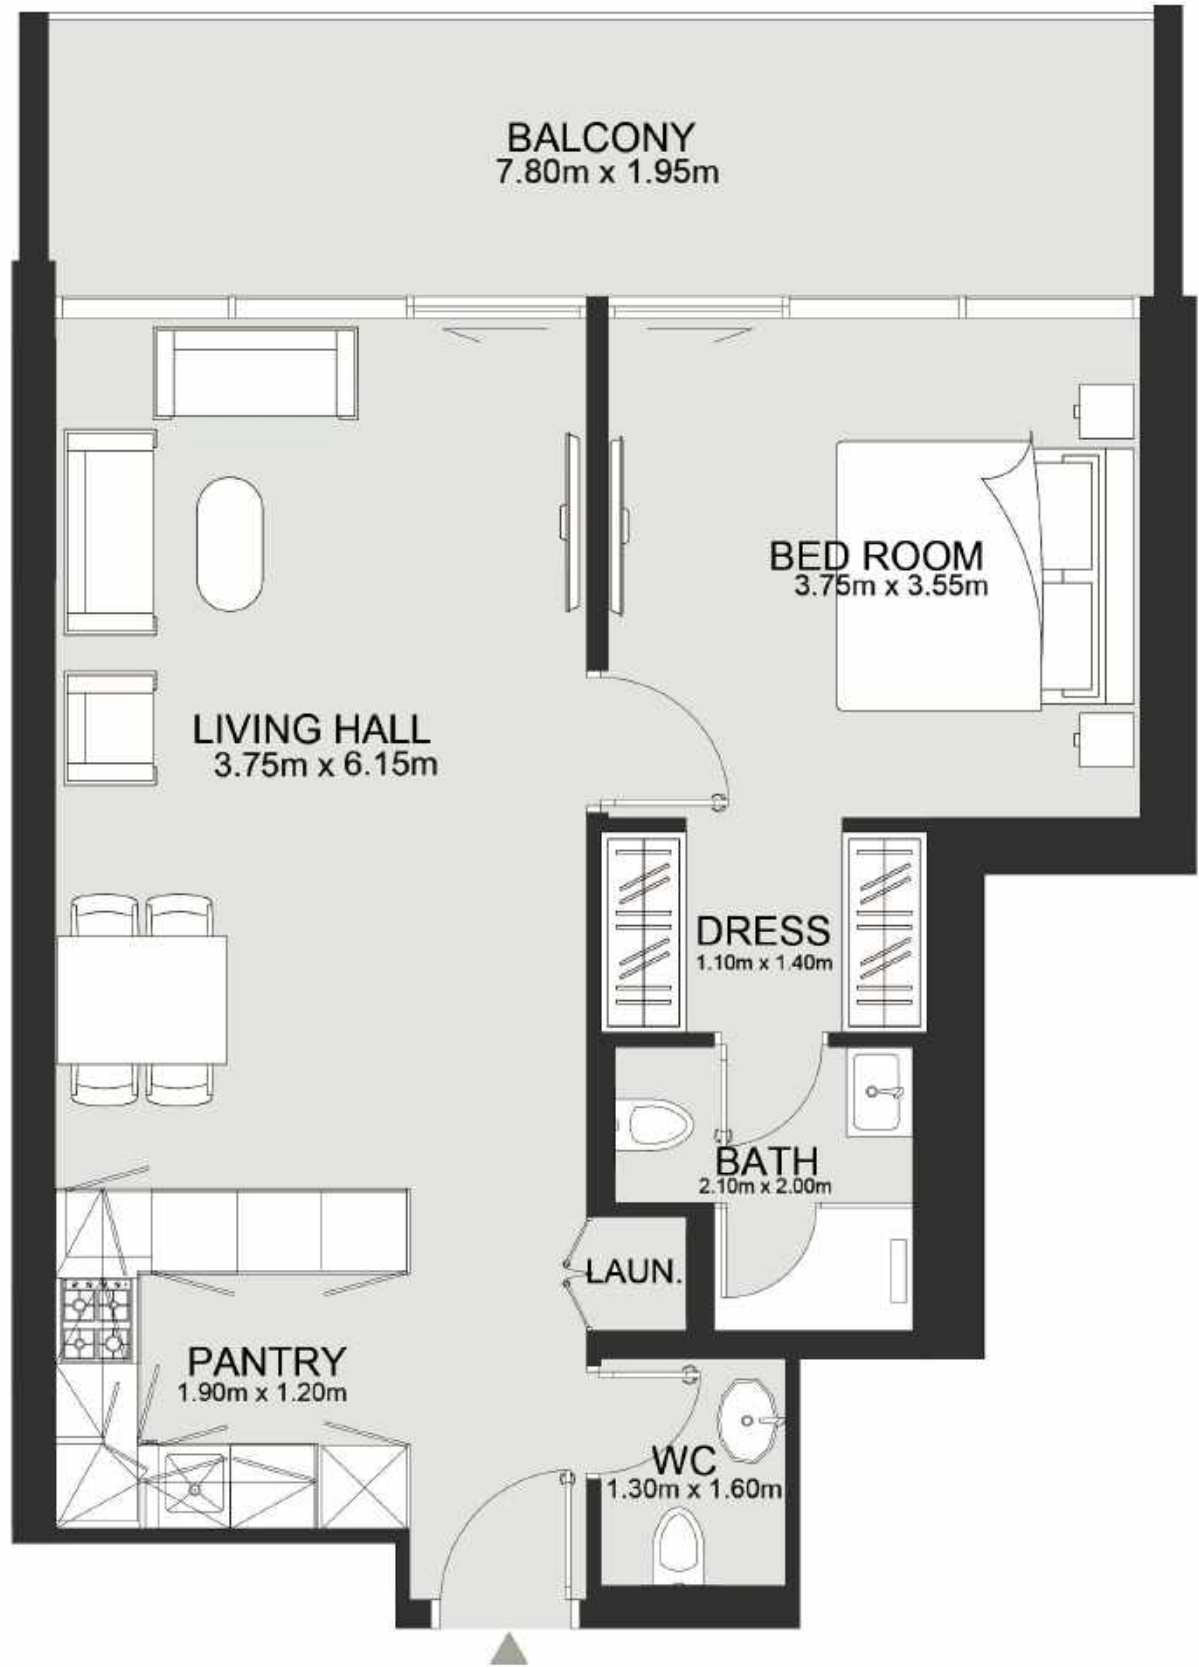 BALCONY
7.80m x 1.95m
BED ROOM
3.75m x 3.55m
LIVING HALL
3.75m x 6.15m
DRESS
1.10m x 1.40m
BATH
2.10m x 2.00m
LAUN.
PANTRY
1.90m x 1.20m
WC
1.30m x 1.60m